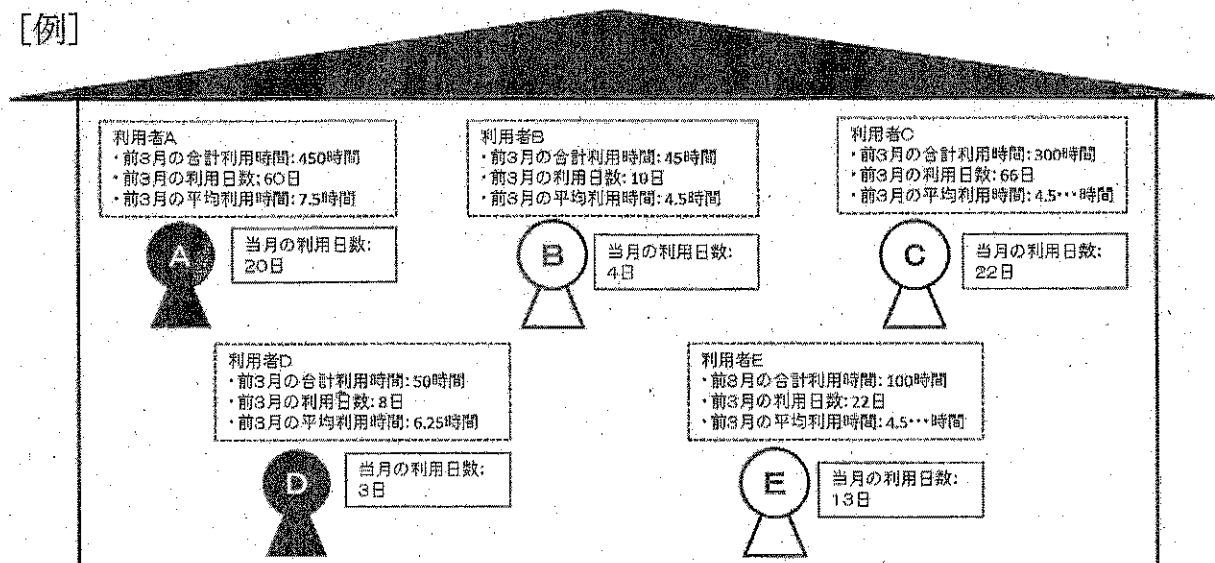 [例]
利用者A
・前3月の合計利用時間:450時間
・前3月の利用日数:60日
・前3月の平均利用時間:7.5時間
A
当月の利用日数:
20日
利用者B
・前3月の合計利用時間:45時間
・前3月の利用日数:10日
・前3月の平均利用時間:4.5時間
B
当月の利用日数:
4日
利用者C
・前3月の合計利用時間:300時間
・前3月の利用日数:66日
・前3月の平均利用時間:4.5…時間
C
当月の利用日数:
22日
利用者D
・前3月の合計利用時間:50時間
・前3月の利用日数:8日
・前3月の平均利用時間:6.25時間
D
当月の利用日数:
3日
利用者E
・前3月の合計利用時間:100時間
・前3月の利用日数:22日
・前3月の平均利用時間:4.5…時間
E
当月の利用日数:
13日